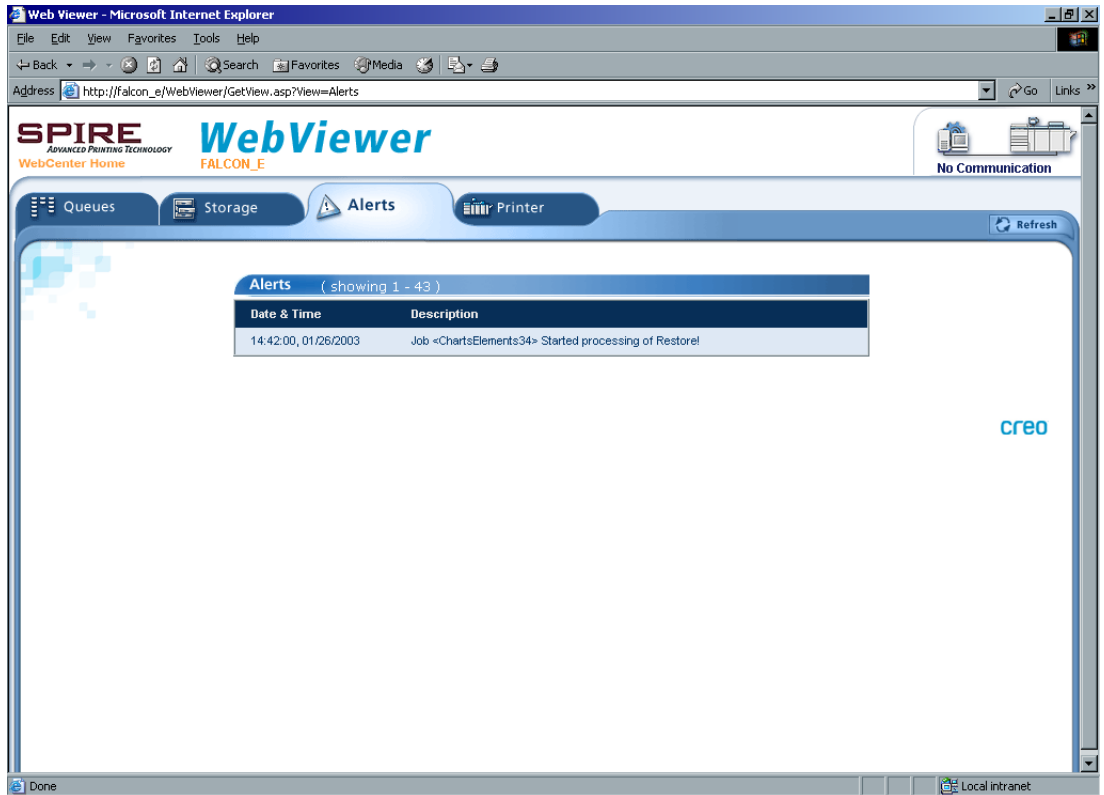 Web Viewer - Microsoft Internet Explorer
File Edit View Favorites Tools Help
Back Search Favorites Media
Address http://falcon_e/WebViewer/GetView.asp?View=Alerts Go Links »
SPIRE WebViewer
ADVANCED PRINTING TECHNOLOGY
WebCenter Home FALCON_E No Communication
Queues Storage Alerts Printer
Refresh
Alerts ( showing 1 - 43 )
Date & Time Description
14:42:00, 01/26/2003 Job <ChartsElements34> Started processing of Restore!
creo
Done Local intranet